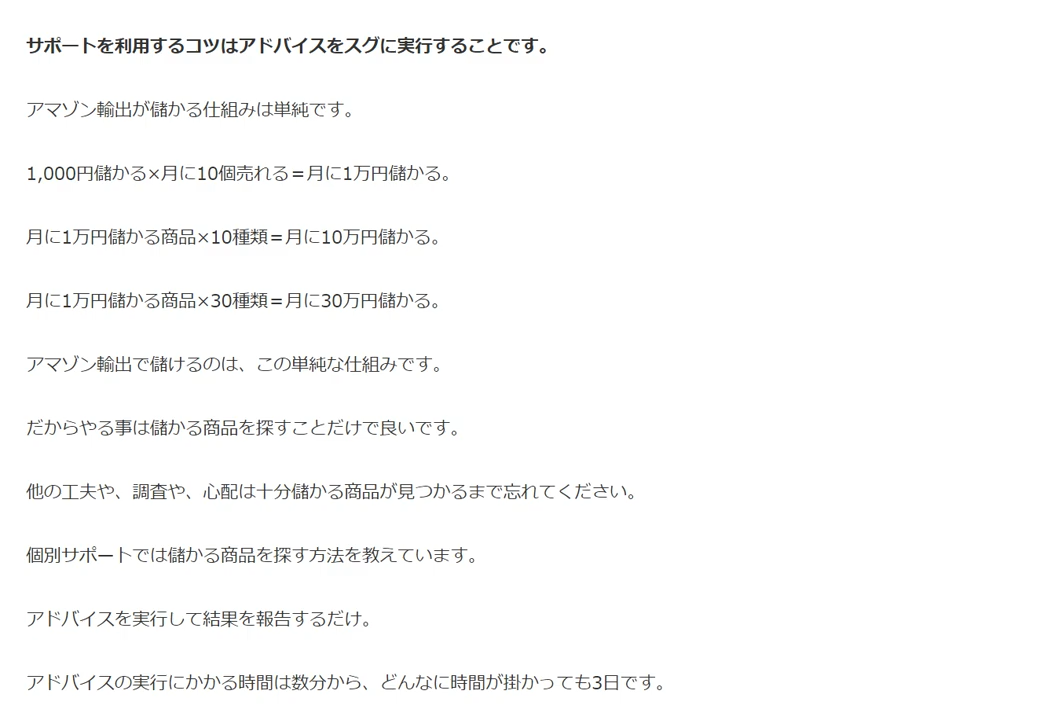 サポートを利用するコツはアドバイスをスグに実行することです。
アマゾン輸出が儲かる仕組みは単純です。
1,000円儲かる×月に10個売れる＝月に1万円儲かる。
月に1万円儲かる商品×10種類＝月に10万円儲かる。
月に1万円儲かる商品×30種類＝月に30万円儲かる。
アマゾン輸出で儲けるのは、この単純な仕組みです。
だからやる事は儲かる商品を探すことだけで良いです。
他の工夫や、調査や、心配は十分儲かる商品が見つかるまで忘れてください。
個別サポートでは儲かる商品を探す方法を教えています。
アドバイスを実行して結果を報告するだけ。
アドバイスの実行にかかる時間は数分から、どんなに時間が掛かっても3日です。